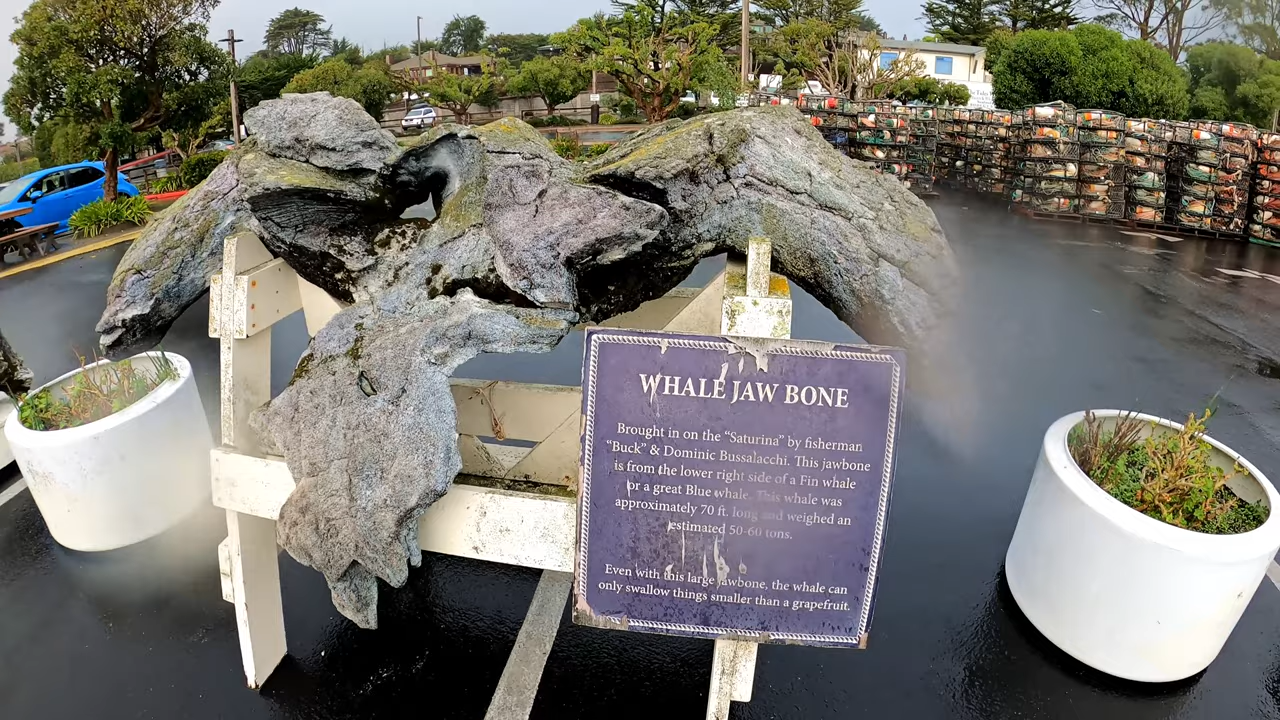 WHALE JAW BONE
Brought in on the “Saturina” by fisherman
“Buck” & Dominic Bussalacchi. This jawbone
is from the lower right side of a Fin whale
or a great Blue whale. This whale was
approximately 70 ft. long and weighed an
estimated 50-60 tons.
Even with this large jawbone, the whale can
only swallow things smaller than a grapefruit.